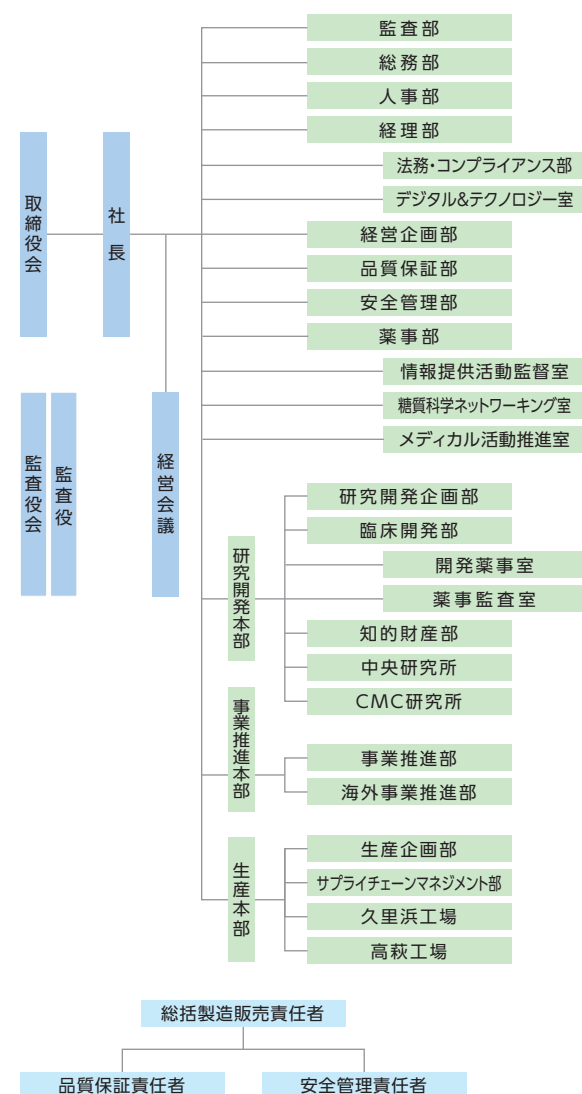 監査部
総務部
人事部
経理部
法務・コンプライアンス部
デジタル&テクノロジー室
取締役会
社長
経営企画部
品質保証部
安全管理部
薬事部
情報提供活動監督室
糖質科学ネットワーキング室
メディカル活動推進室
監査役会
監査役
経営会議
研究開発本部
研究開発企画部
臨床開発部
開発薬事室
薬事監査室
知的財産部
中央研究所
CMC研究所
事業推進本部
事業推進部
海外事業推進部
生産本部
生産企画部
サプライチェーンマネジメント部
久里浜工場
高萩工場
総括製造販売責任者
品質保証責任者
安全管理責任者